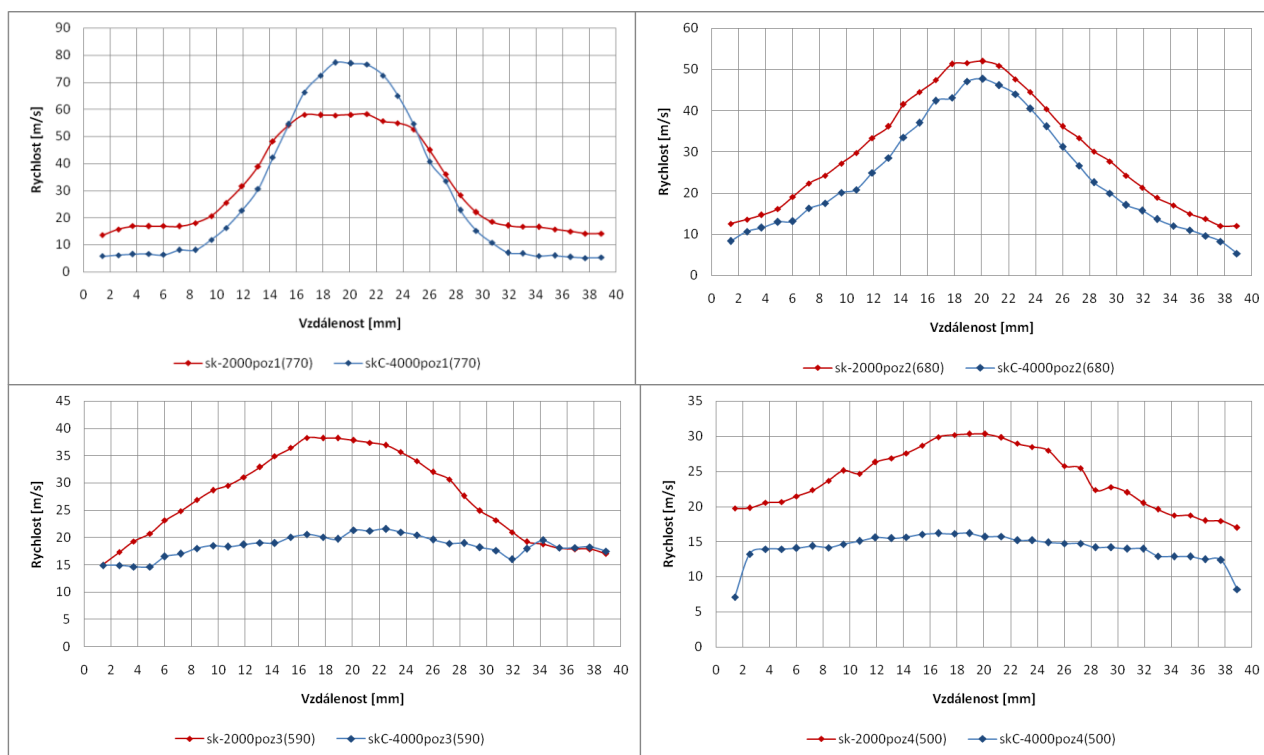 90
80
70
60
50
40
30
20
10
0
Rychlost [m/s]
0 2 4 6 8 10 12 14 16 18 20 22 24 26 28 30 32 34 36 38 40
Vzdálenost [mm]
sk-2000poz1(770) skC-4000poz1(770)
60
50
40
30
20
10
0
Rychlost [m/s]
0 2 4 6 8 10 12 14 16 18 20 22 24 26 28 30 32 34 36 38 40
Vzdálenost [mm]
sk-2000poz2(680) skC-4000poz2(680)
45
40
35
30
25
20
15
10
5
0
Rychlost [m/s]
0 2 4 6 8 10 12 14 16 18 20 22 24 26 28 30 32 34 36 38 40
Vzdálenost [mm]
sk-2000poz3(590) skC-4000poz3(590)
35
30
25
20
15
10
5
0
Rychlost [m/s]
0 2 4 6 8 10 12 14 16 18 20 22 24 26 28 30 32 34 36 38 40
Vzdálenost [mm]
sk-2000poz4(500) skC-4000poz4(500)